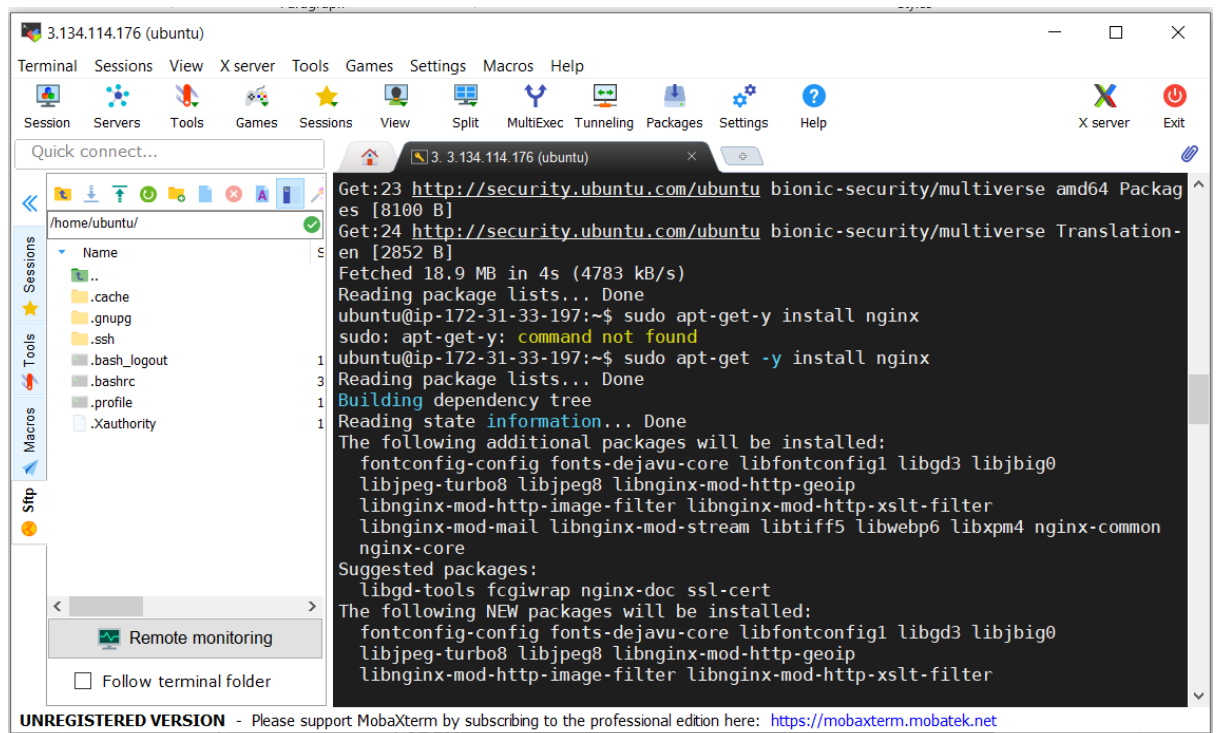 3.134.114.176 (ubuntu)
Terminal Sessions View X server Tools Games Settings Macros Help
Session Servers Tools Games Sessions View Split MultiExec Tunneling Packages Settings Help X server Exit
Quick connect...
3. 3.134.114.176 (ubuntu)
/home/ubuntu/
Name S
..
.cache
.gnupg
.ssh
.bash_logout 1
.bashrc 3
.profile 1
.Xauthority 1
Sessions
Tools
Macros
Sftp
Remote monitoring
Follow terminal folder
Get:23 http://security.ubuntu.com/ubuntu bionic-security/multiverse amd64 Packag
es [8100 B]
Get:24 http://security.ubuntu.com/ubuntu bionic-security/multiverse Translation-
en [2852 B]
Fetched 18.9 MB in 4s (4783 kB/s)
Reading package lists... Done
ubuntu@ip-172-31-33-197:~$ sudo apt-get-y install nginx
sudo: apt-get-y: command not found
ubuntu@ip-172-31-33-197:~$ sudo apt-get -y install nginx
Reading package lists... Done
Building dependency tree
Reading state information... Done
The following additional packages will be installed:
fontconfig-config fonts-dejavu-core libfontconfig1 libgd3 libjbig0
libjpeg-turbo8 libjpeg8 libnginx-mod-http-geoip
libnginx-mod-http-image-filter libnginx-mod-http-xslt-filter
libnginx-mod-mail libnginx-mod-stream libtiff5 libwebp6 libxpm4 nginx-common
nginx-core
Suggested packages:
libgd-tools fcgiwrap nginx-doc ssl-cert
The following NEW packages will be installed:
fontconfig-config fonts-dejavu-core libfontconfig1 libgd3 libjbig0
libjpeg-turbo8 libjpeg8 libnginx-mod-http-geoip
libnginx-mod-http-image-filter libnginx-mod-http-xslt-filter
UNREGISTERED VERSION - Please support MobaXterm by subscribing to the professional edition here: https://mobaxterm.mobatek.net